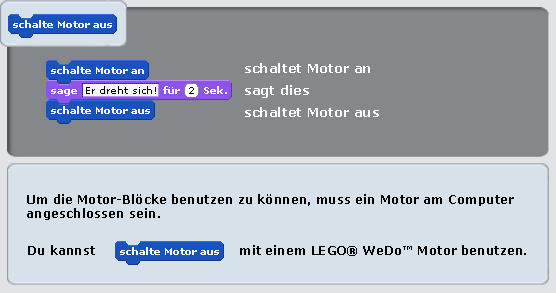 schalte Motor aus
schalte Motor an schaltet Motor an
sage Er dreht sich! für 2 Sek. sagt dies
schalte Motor aus schaltet Motor aus
Um die Motor-Blöcke benutzen zu können, muss ein Motor am Computer
angeschlossen sein.
Du kannst schalte Motor aus mit einem LEGO® WeDo™ Motor benutzen.